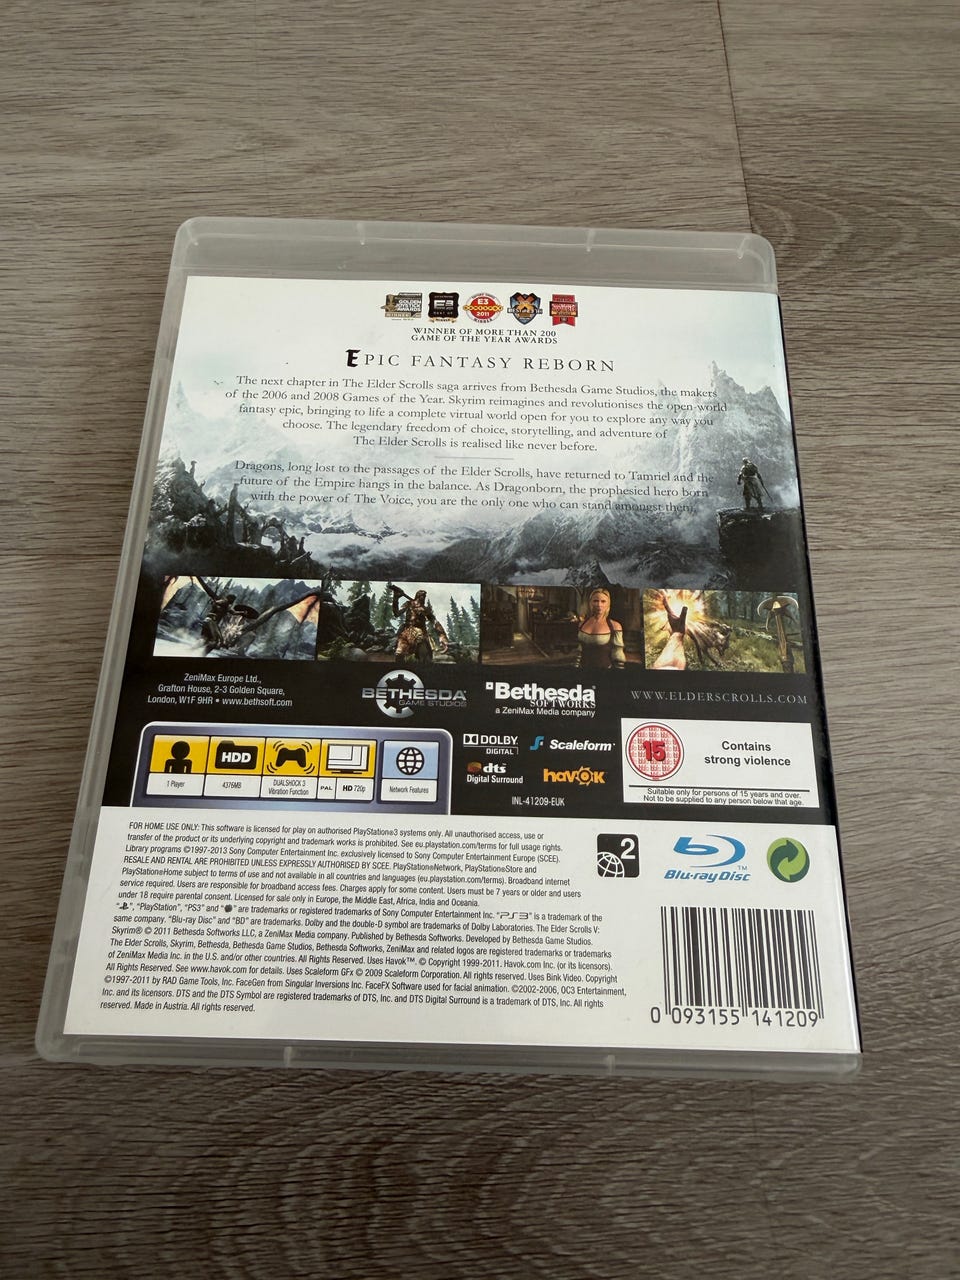 GOLDEN
JOYSTICK
AWARDS
WINNER
E3
BEST OF
E3
2011
WINNER
BEST OF E3
WINNER OF MORE THAN 200
GAME OF THE YEAR AWARDS
EPIC FANTASY REBORN
The next chapter in The Elder Scrolls saga arrives from Bethesda Game Studios, the makers
of the 2006 and 2008 Games of the Year. Skyrim reimagines and revolutionises the open-world
fantasy epic, bringing to life a complete virtual world open for you to explore any way you
choose. The legendary freedom of choice, storytelling, and adventure of
The Elder Scrolls is realised like never before.
Dragons, long lost to the passages of the Elder Scrolls, have returned to Tamriel and the
future of the Empire hangs in the balance. As Dragonborn, the prophesied hero born
with the power of The Voice, you are the only one who can stand amongst them.
ZeniMax Europe Ltd.,
Grafton House, 2-3 Golden Square,
London, W1F 9HR • www.bethsoft.com
BETHESDA
GAME STUDIOS
Bethesda
SOFTWORKS
a ZeniMax Media company
WWW.ELDERSCROLLS.COM
1 Player
HDD
4376MB
DUALSHOCK 3
Vibration Function
PAL
HD 720p
Network Features
DOLBY
DIGITAL
Scaleform
dts
Digital Surround
havok
INL-41209-EUK
15
Contains
strong violence
Suitable only for persons of 15 years and over.
Not to be supplied to any person below that age.
FOR HOME USE ONLY: This software is licensed for play on authorised PlayStation®3 systems only. All unauthorised access, use or
transfer of the product or its underlying copyright and trademark works is prohibited. See eu.playstation.com/terms for full usage rights.
Library programs ©1997-2013 Sony Computer Entertainment Inc. exclusively licensed to Sony Computer Entertainment Europe (SCEE).
RESALE AND RENTAL ARE PROHIBITED UNLESS EXPRESSLY AUTHORISED BY SCEE. PlayStation®Network, PlayStation®Store and
PlayStation®Home subject to terms of use and not available in all countries and languages (eu.playstation.com/terms). Broadband internet
service required. Users are responsible for broadband access fees. Charges apply for some content. Users must be 7 years or older and users
under 18 require parental consent. Licensed for sale only in Europe, the Middle East, Africa, India and Oceania.
" ", "PlayStation", "PS3" and " " are trademarks or registered trademarks of Sony Computer Entertainment Inc. "PS3" is a trademark of the
same company. "Blu-ray Disc" and "BD" are trademarks. Dolby and the double-D symbol are trademarks of Dolby Laboratories. The Elder Scrolls V:
Skyrim® © 2011 Bethesda Softworks LLC, a ZeniMax Media company. Published by Bethesda Softworks. Developed by Bethesda Game Studios.
The Elder Scrolls, Skyrim, Bethesda, Bethesda Game Studios, Bethesda Softworks, ZeniMax and related logos are registered trademarks or trademarks
of ZeniMax Media Inc. in the U.S. and/or other countries. All Rights Reserved. Uses Havok™. © Copyright 1999-2011. Havok.com Inc. (or its licensors).
All Rights Reserved. See www.havok.com for details. Uses Scaleform GFx © 2009 Scaleform Corporation. All rights reserved. Uses Bink Video. Copyright
©1997-2011 by RAD Game Tools, Inc. FaceGen from Singular Inversions Inc. FaceFX Software used for facial animation. ©2002-2006, OC3 Entertainment,
Inc. and its licensors. DTS and the DTS Symbol are registered trademarks of DTS, Inc. and DTS Digital Surround is a trademark of DTS, Inc. All rights
reserved. Made in Austria. All rights reserved.
2
Blu-ray Disc™
0 093155 141209